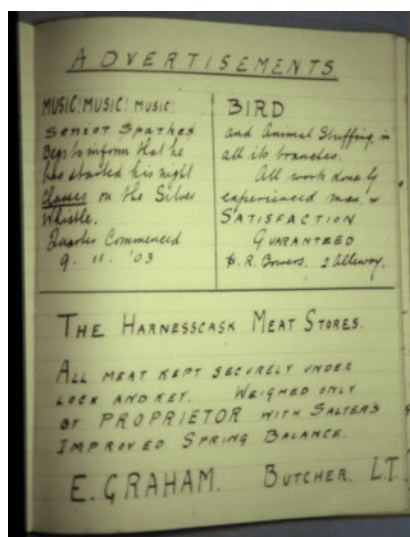 ADVERTISEMENTS
MUSIC! MUSIC! MUSIC!
Senior Spathes
Begs to inform that he
has started his night
Classes on the Silver
Whistle.
Quarter Commenced
9. 11. '03
BIRD
and Animal Stuffing, in
all its branches.
All work done by
experienced man,
SATISFACTION
GUARANTEED
R. Bowers. 2 Alleway.
THE HARNESSCASK MEAT STORES.
ALL MEAT KEPT SECURELY UNDER
LOCK AND KEY. WEIGHED ONLY
BY PROPRIETOR WITH SALTER'S
IMPROVED SPRING BALANCE.
E. GRAHAM. BUTCHER. L.T.